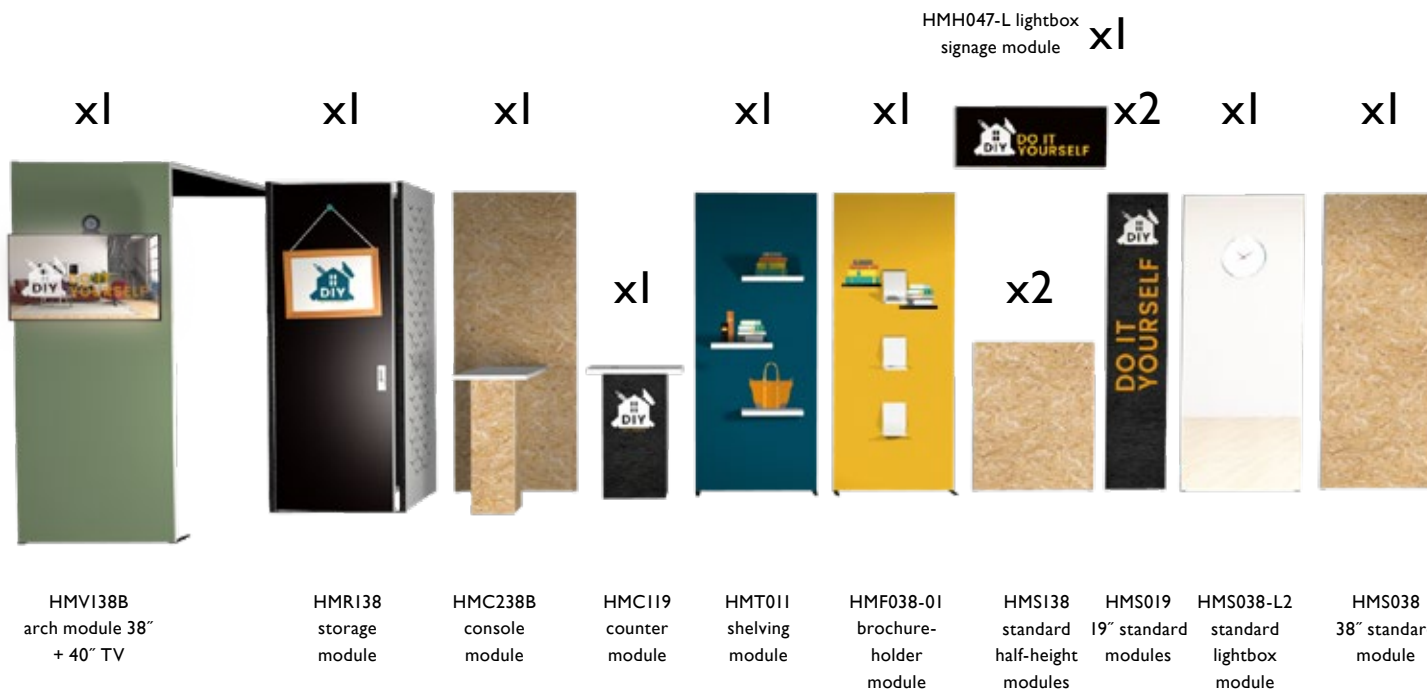 HMH047-L lightbox
signage module
x1
x1
x1
x1
x1
x1
x2
x1
x1
DIY
DO IT
YOURSELF
DIY
DO IT
YOURSELF
DIY
x1
DIY
x2
DIY
DO IT
YOURSELF
HMV138B
arch module 38″
+ 40″ TV
HMR138
storage
module
HMC238B
console
module
HMC119
counter
module
HMT011
shelving
module
HMF038-01
brochure-
holder
module
HMS138
standard
half-height
modules
HMS019
19″ standard
modules
HMS038-L2
standard
lightbox
module
HMS038
38″ standar
module